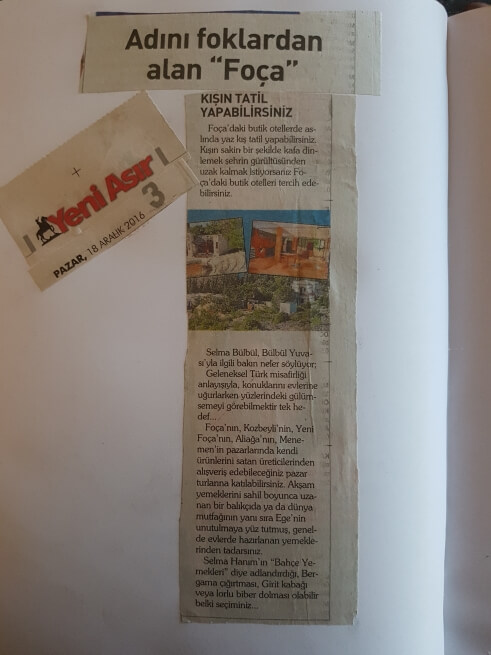 Adını foklardan
alan “Foça”
KIŞIN TATİL
YAPABİLİRSİNİZ
Foça'daki butik otellerde as-
lında yaz kış tatil yapabilirsiniz.
Kışın sakin bir şekilde kafa din-
lemek şehrin gürültüsünden
uzak kalmak istiyorsanız Fo-
ça'daki butik otelleri tercih ede-
bilirsiniz.
Yeni Asır
3
PAZAR, 18 ARALIK 2016
Selma Bülbül, Bülbül Yuva-
sı'yla ilgili bakın neler söylüyor;
Geleneksel Türk misafirliği
anlayışıyla, konuklarını evlerine
uğurlarken yüzlerindeki gülüm-
semeyi görebilmektir tek he-
def....
Foça'nın, Kozbeyli'nin, Yeni
Foça'nın, Aliağa'nın, Mene-
men'in pazarlarında kendi
ürünlerini satan üreticilerinden
alışveriş edebileceğiniz pazar
turlarına katılabilirsiniz. Akşam
yemeklerini sahil boyunca uza-
nan bir balıkçıda ya da dünya
mutfağının yanı sıra Ege'nin
unutulmaya yüz tutmuş, genel-
de evlerde hazırlanan yemekle-
rinden tadarsınız.
Selma Hanım'ın “Bahçe Ye-
mekleri” diye adlandırdığı, Ber-
gama çığırtması, Girit kabağı
veya lorlu biber dolması olabilir
belki seçiminiz...